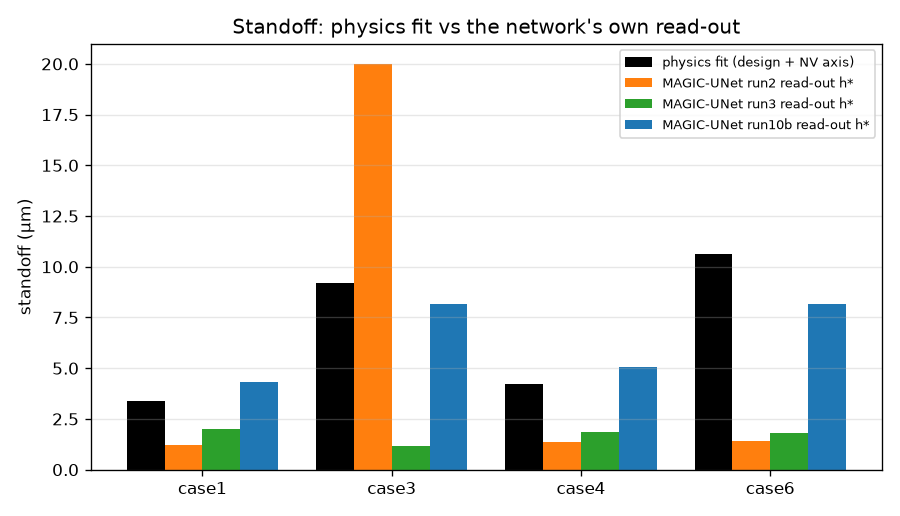 Standoff: physics fit vs the network's own read-out
physics fit (design + NV axis)
MAGIC-UNet run2 read-out h*
MAGIC-UNet run3 read-out h*
MAGIC-UNet run10b read-out h*
standoff (μm)
20.0
17.5
15.0
12.5
10.0
7.5
5.0
2.5
0.0
case1
case3
case4
case6